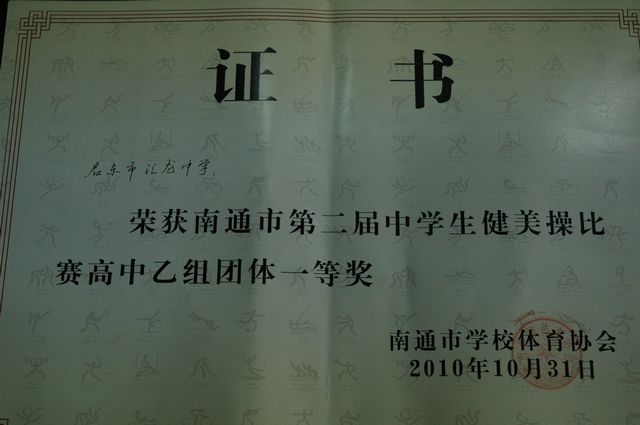 证书
启东市汇龙中学：
荣获南通市第二届中学生健美操比
赛高中乙组团体一等奖
南通市学校体育协会
2010年10月31日